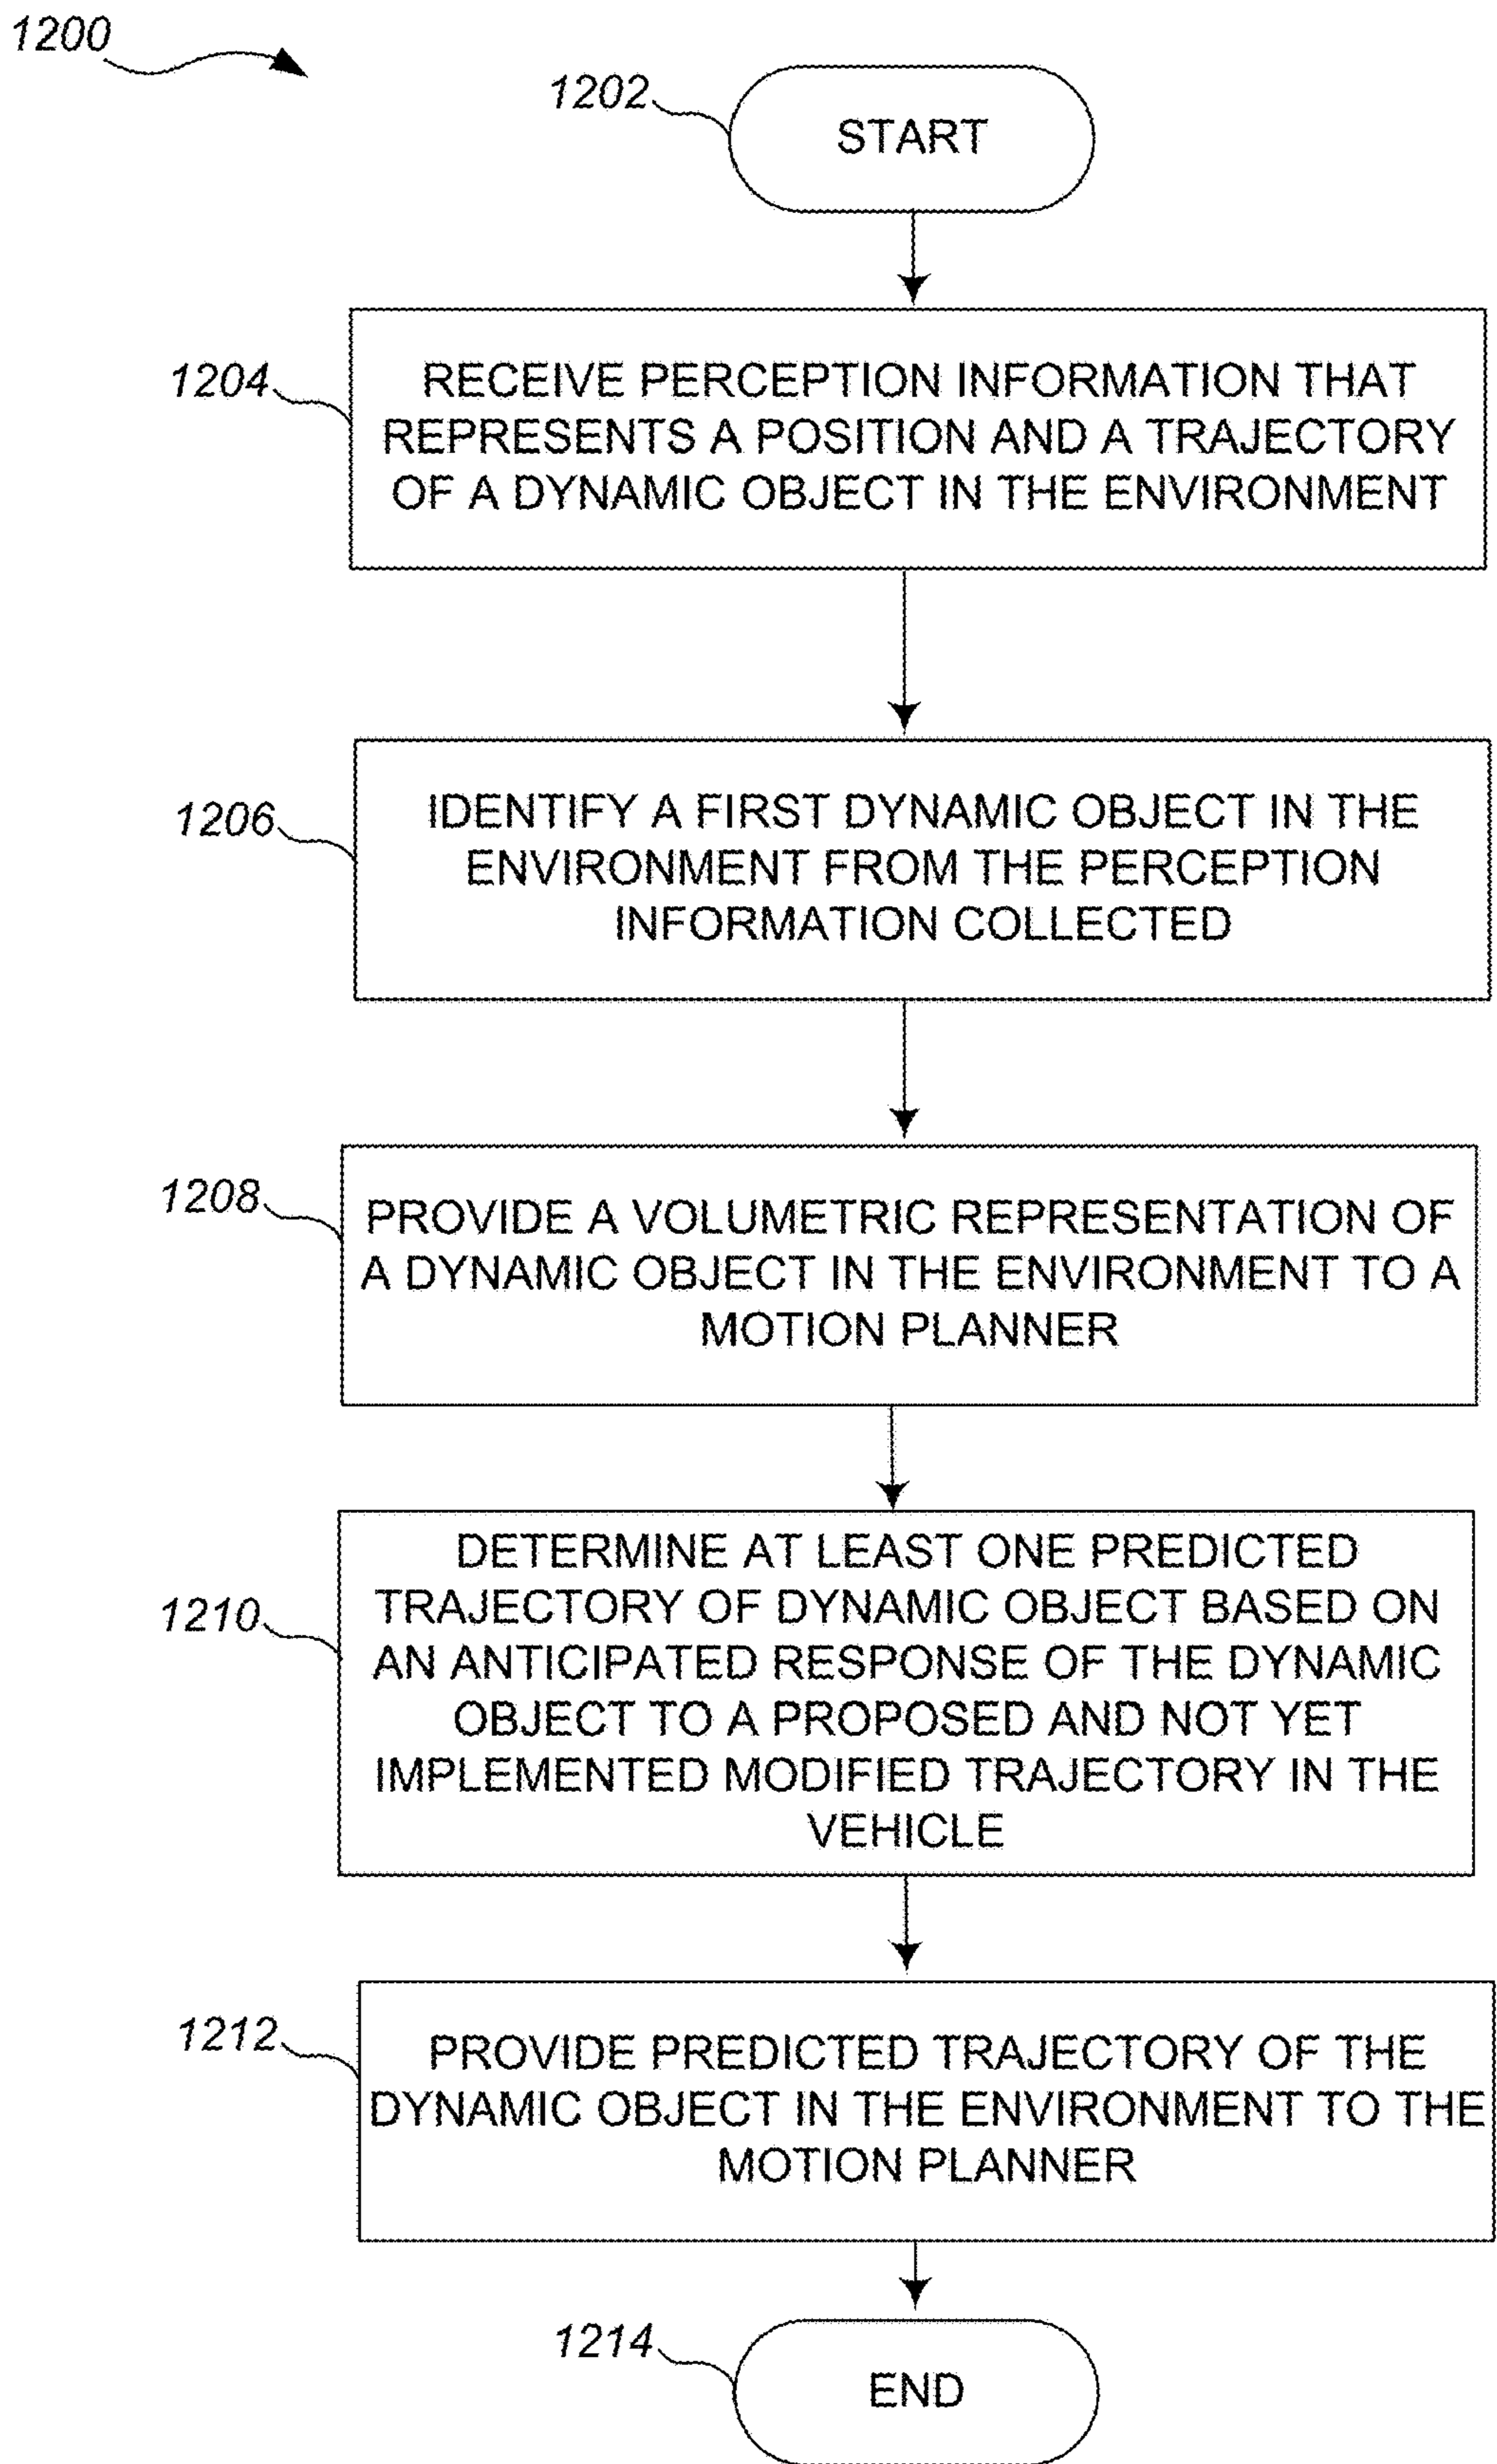 1200
1202
START
1204
RECEIVE PERCEPTION INFORMATION THAT
REPRESENTS A POSITION AND A TRAJECTORY
OF A DYNAMIC OBJECT IN THE ENVIRONMENT
1206
IDENTIFY A FIRST DYNAMIC OBJECT IN THE
ENVIRONMENT FROM THE PERCEPTION
INFORMATION COLLECTED
1208
PROVIDE A VOLUMETRIC REPRESENTATION OF
A DYNAMIC OBJECT IN THE ENVIRONMENT TO A
MOTION PLANNER
1210
DETERMINE AT LEAST ONE PREDICTED
TRAJECTORY OF DYNAMIC OBJECT BASED ON
AN ANTICIPATED RESPONSE OF THE DYNAMIC
OBJECT TO A PROPOSED AND NOT YET
IMPLEMENTED MODIFIED TRAJECTORY IN THE
VEHICLE
1212
PROVIDE PREDICTED TRAJECTORY OF THE
DYNAMIC OBJECT IN THE ENVIRONMENT TO THE
MOTION PLANNER
1214
END